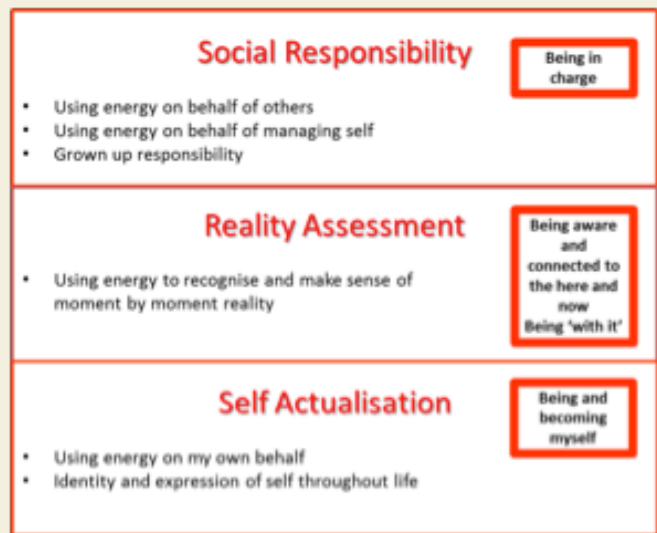 Social Responsibility
Being in
charge
• Using energy on behalf of others
• Using energy on behalf of managing self
• Grown up responsibility
Reality Assessment
Being aware
and
connected to
the here and
now
Being ‘with it’
• Using energy to recognise and make sense of
moment by moment reality
Self Actualisation
Being and
becoming
myself
• Using energy on my own behalf
• Identity and expression of self throughout life